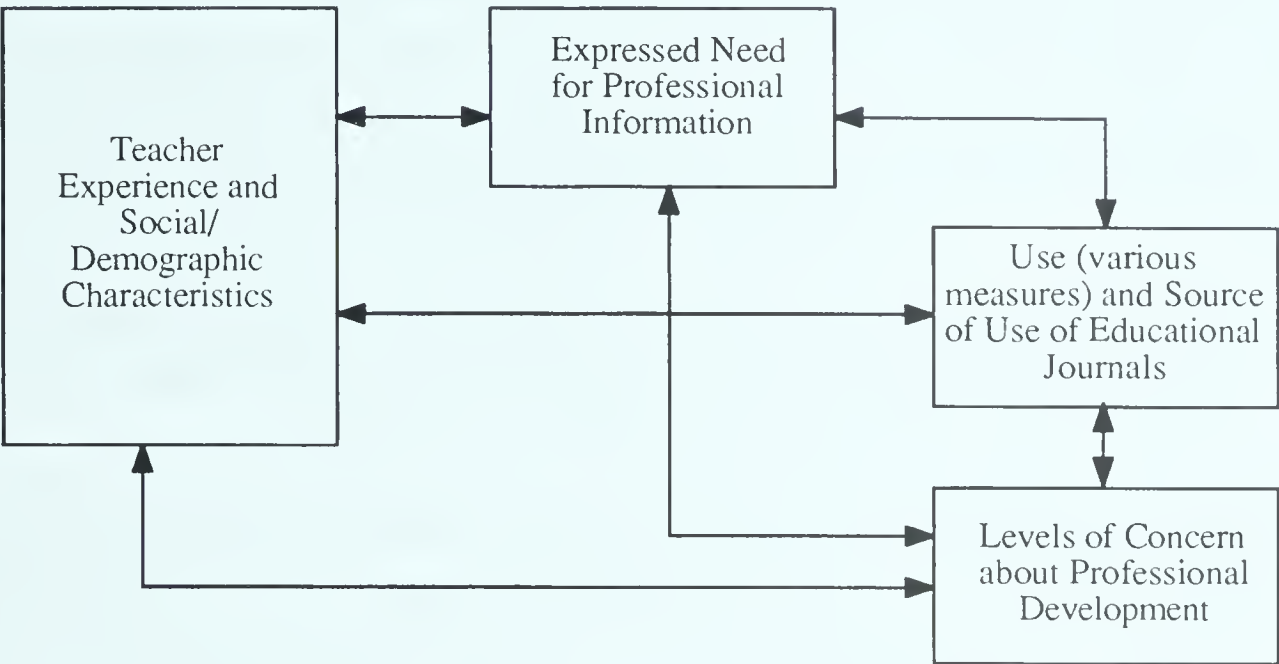 Teacher
Experience and
Social/
Demographic
Characteristics
Expressed Need
for Professional
Information
Use (various
measures) and Source
of Use of Educational
Journals
Levels of Concern
about Professional
Development